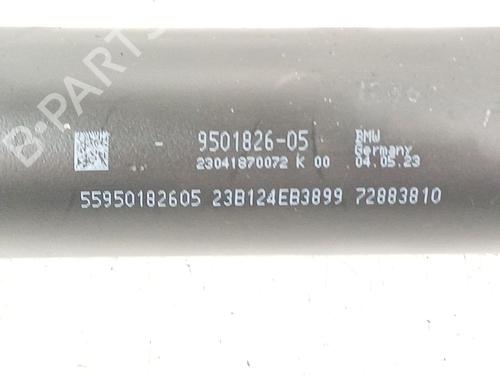 B-PARTS
- 9501826-05 BMW
Germany
23041870072 K 00 04.05.23
55950182605 23B124EB3899 72883810